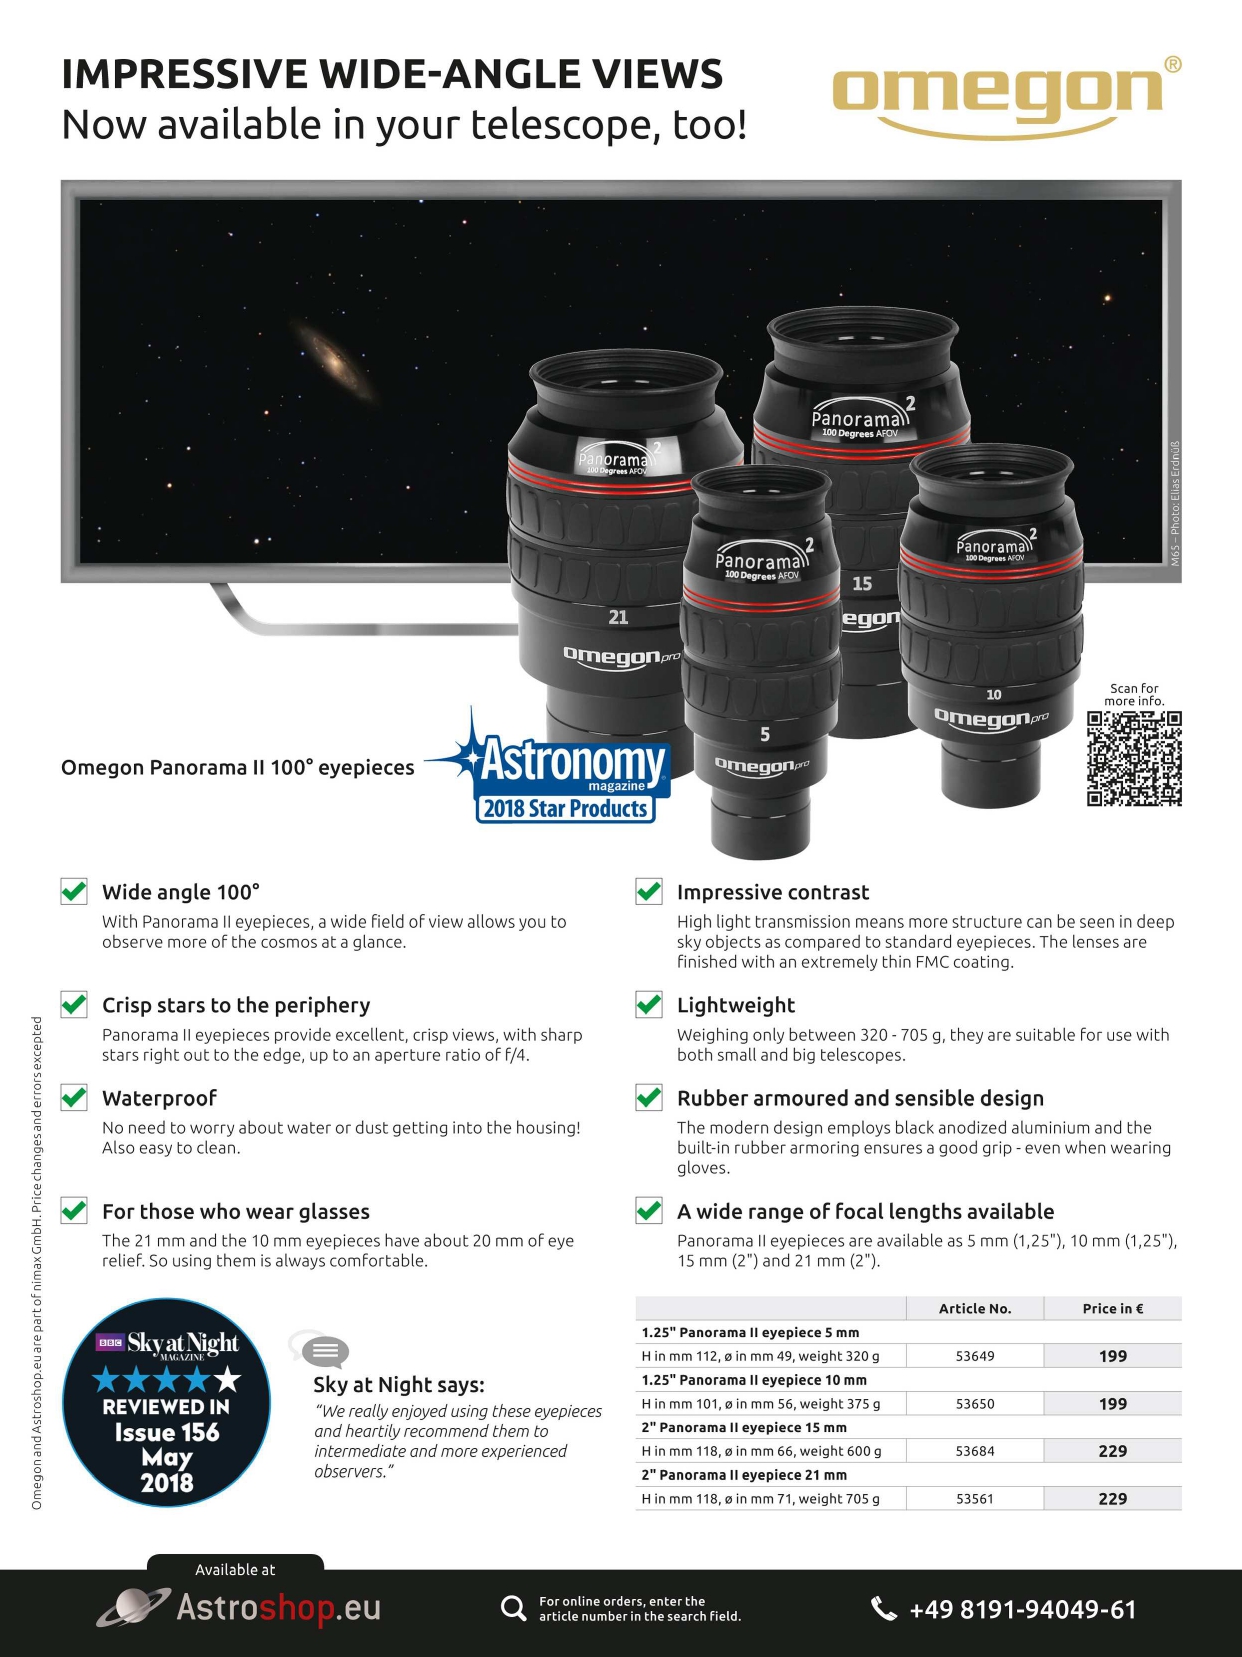 IMPRESSIVE WIDE-ANGLE VIEWS
Now available in your telescope, too!
omegon®
M65 – Photo: Elias Erdnüß
Panorama 2
100 Degrees AFOV
21
omegon pro
Panorama 2
100 Degrees AFOV
15
egon
Panorama 2
100 Degrees AFOV
5
omegon pro
Panorama 2
100 Degrees AFOV
10
omegon pro
Scan for
more info.
Omegon Panorama II 100° eyepieces
Astronomy
magazine
2018 Star Products
Wide angle 100°
With Panorama II eyepieces, a wide field of view allows you to
observe more of the cosmos at a glance.
Crisp stars to the periphery
Panorama II eyepieces provide excellent, crisp views, with sharp
stars right out to the edge, up to an aperture ratio of f/4.
Waterproof
No need to worry about water or dust getting into the housing!
Also easy to clean.
For those who wear glasses
The 21 mm and the 10 mm eyepieces have about 20 mm of eye
relief. So using them is always comfortable.
Impressive contrast
High light transmission means more structure can be seen in deep
sky objects as compared to standard eyepieces. The lenses are
finished with an extremely thin FMC coating.
Lightweight
Weighing only between 320 - 705 g, they are suitable for use with
both small and big telescopes.
Rubber armoured and sensible design
The modern design employs black anodized aluminium and the
built-in rubber armoring ensures a good grip - even when wearing
gloves.
A wide range of focal lengths available
Panorama II eyepieces are available as 5 mm (1,25"), 10 mm (1,25"),
15 mm (2") and 21 mm (2").
Omegon and Astroshop.eu are part of nimax GmbH. Price changes and errors excepted
BBC Sky at Night
MAGAZINE
REVIEWED IN
Issue 156
May
2018
Sky at Night says:
“We really enjoyed using these eyepieces
and heartily recommend them to
intermediate and more experienced
observers.”
Article No. Price in €
1.25" Panorama II eyepiece 5 mm
H in mm 112, ø in mm 49, weight 320 g 53649 199
1.25" Panorama II eyepiece 10 mm
H in mm 101, ø in mm 56, weight 375 g 53650 199
2" Panorama II eyepiece 15 mm
H in mm 118, ø in mm 66, weight 600 g 53684 229
2" Panorama II eyepiece 21 mm
H in mm 118, ø in mm 71, weight 705 g 53561 229
Available at
Astroshop.eu
For online orders, enter the
article number in the search field.
+49 8191-94049-61